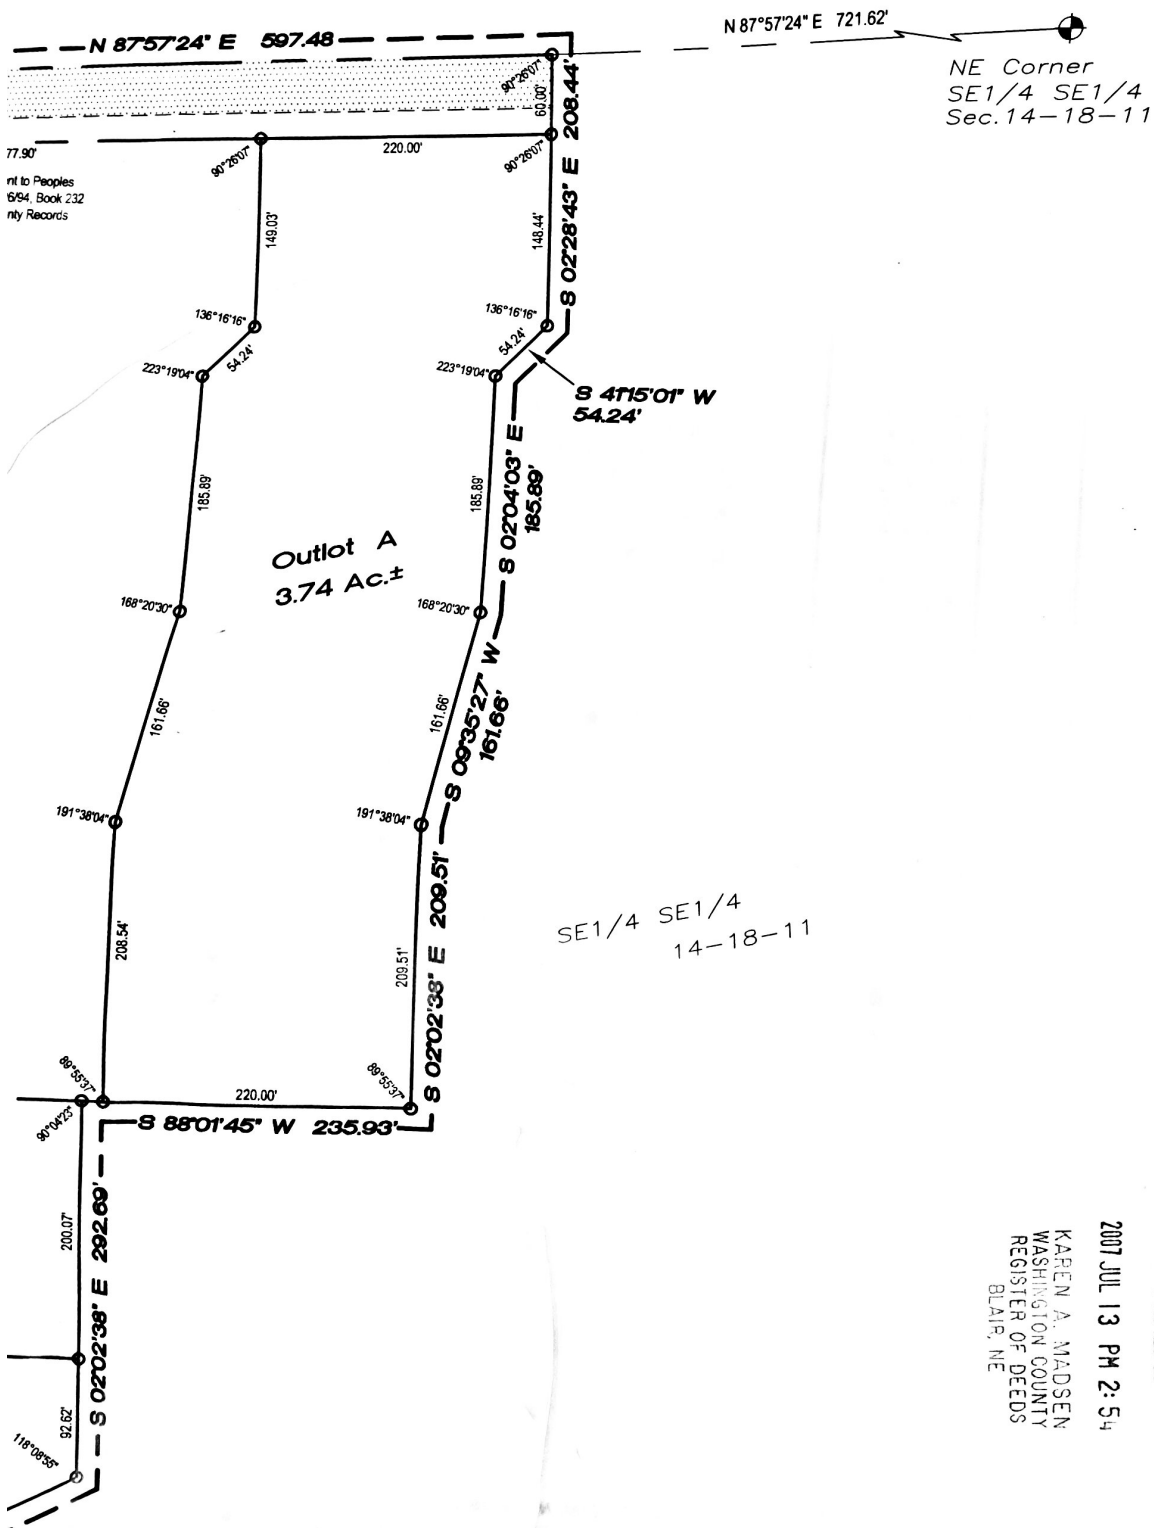 N 87°57'24" E 721.62'
N 87°57'24" E 597.48
NE Corner
SE1/4 SE1/4
Sec.14-18-11
90°26'07"
60.00'
S 02°28'43" E 208.44'
77.90'
220.00'
90°26'07"
90°26'07"
nt to Peoples
6/94, Book 232
nty Records
149.03'
148.44'
136°16'16"
136°16'16"
54.24'
54.24'
223°19'04"
223°19'04"
S 41°15'01" W
54.24'
185.89'
185.89'
S 02°04'03" E
185.89'
Outlot A
3.74 Ac.±
168°20'30"
168°20'30"
161.66'
161.66'
S 09°35'27" W
161.66'
191°38'04"
191°38'04"
208.54'
209.51'
S 02°02'38" E 209.51'
SE1/4 SE1/4
14-18-11
89°55'37"
89°55'37"
220.00'
90°04'23"
S 88°01'45" W 235.93'
200.07'
S 02°02'38" E 292.69'
92.62'
118°08'55"
2007 JUL 13 PM 2:54
KAREN A. MADSEN
WASHINGTON COUNTY
REGISTER OF DEEDS
BLAIR, NE